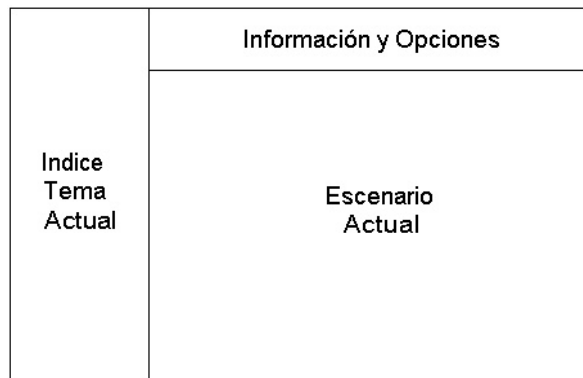 Información y Opciones
Indice
Tema
Actual
Escenario
Actual